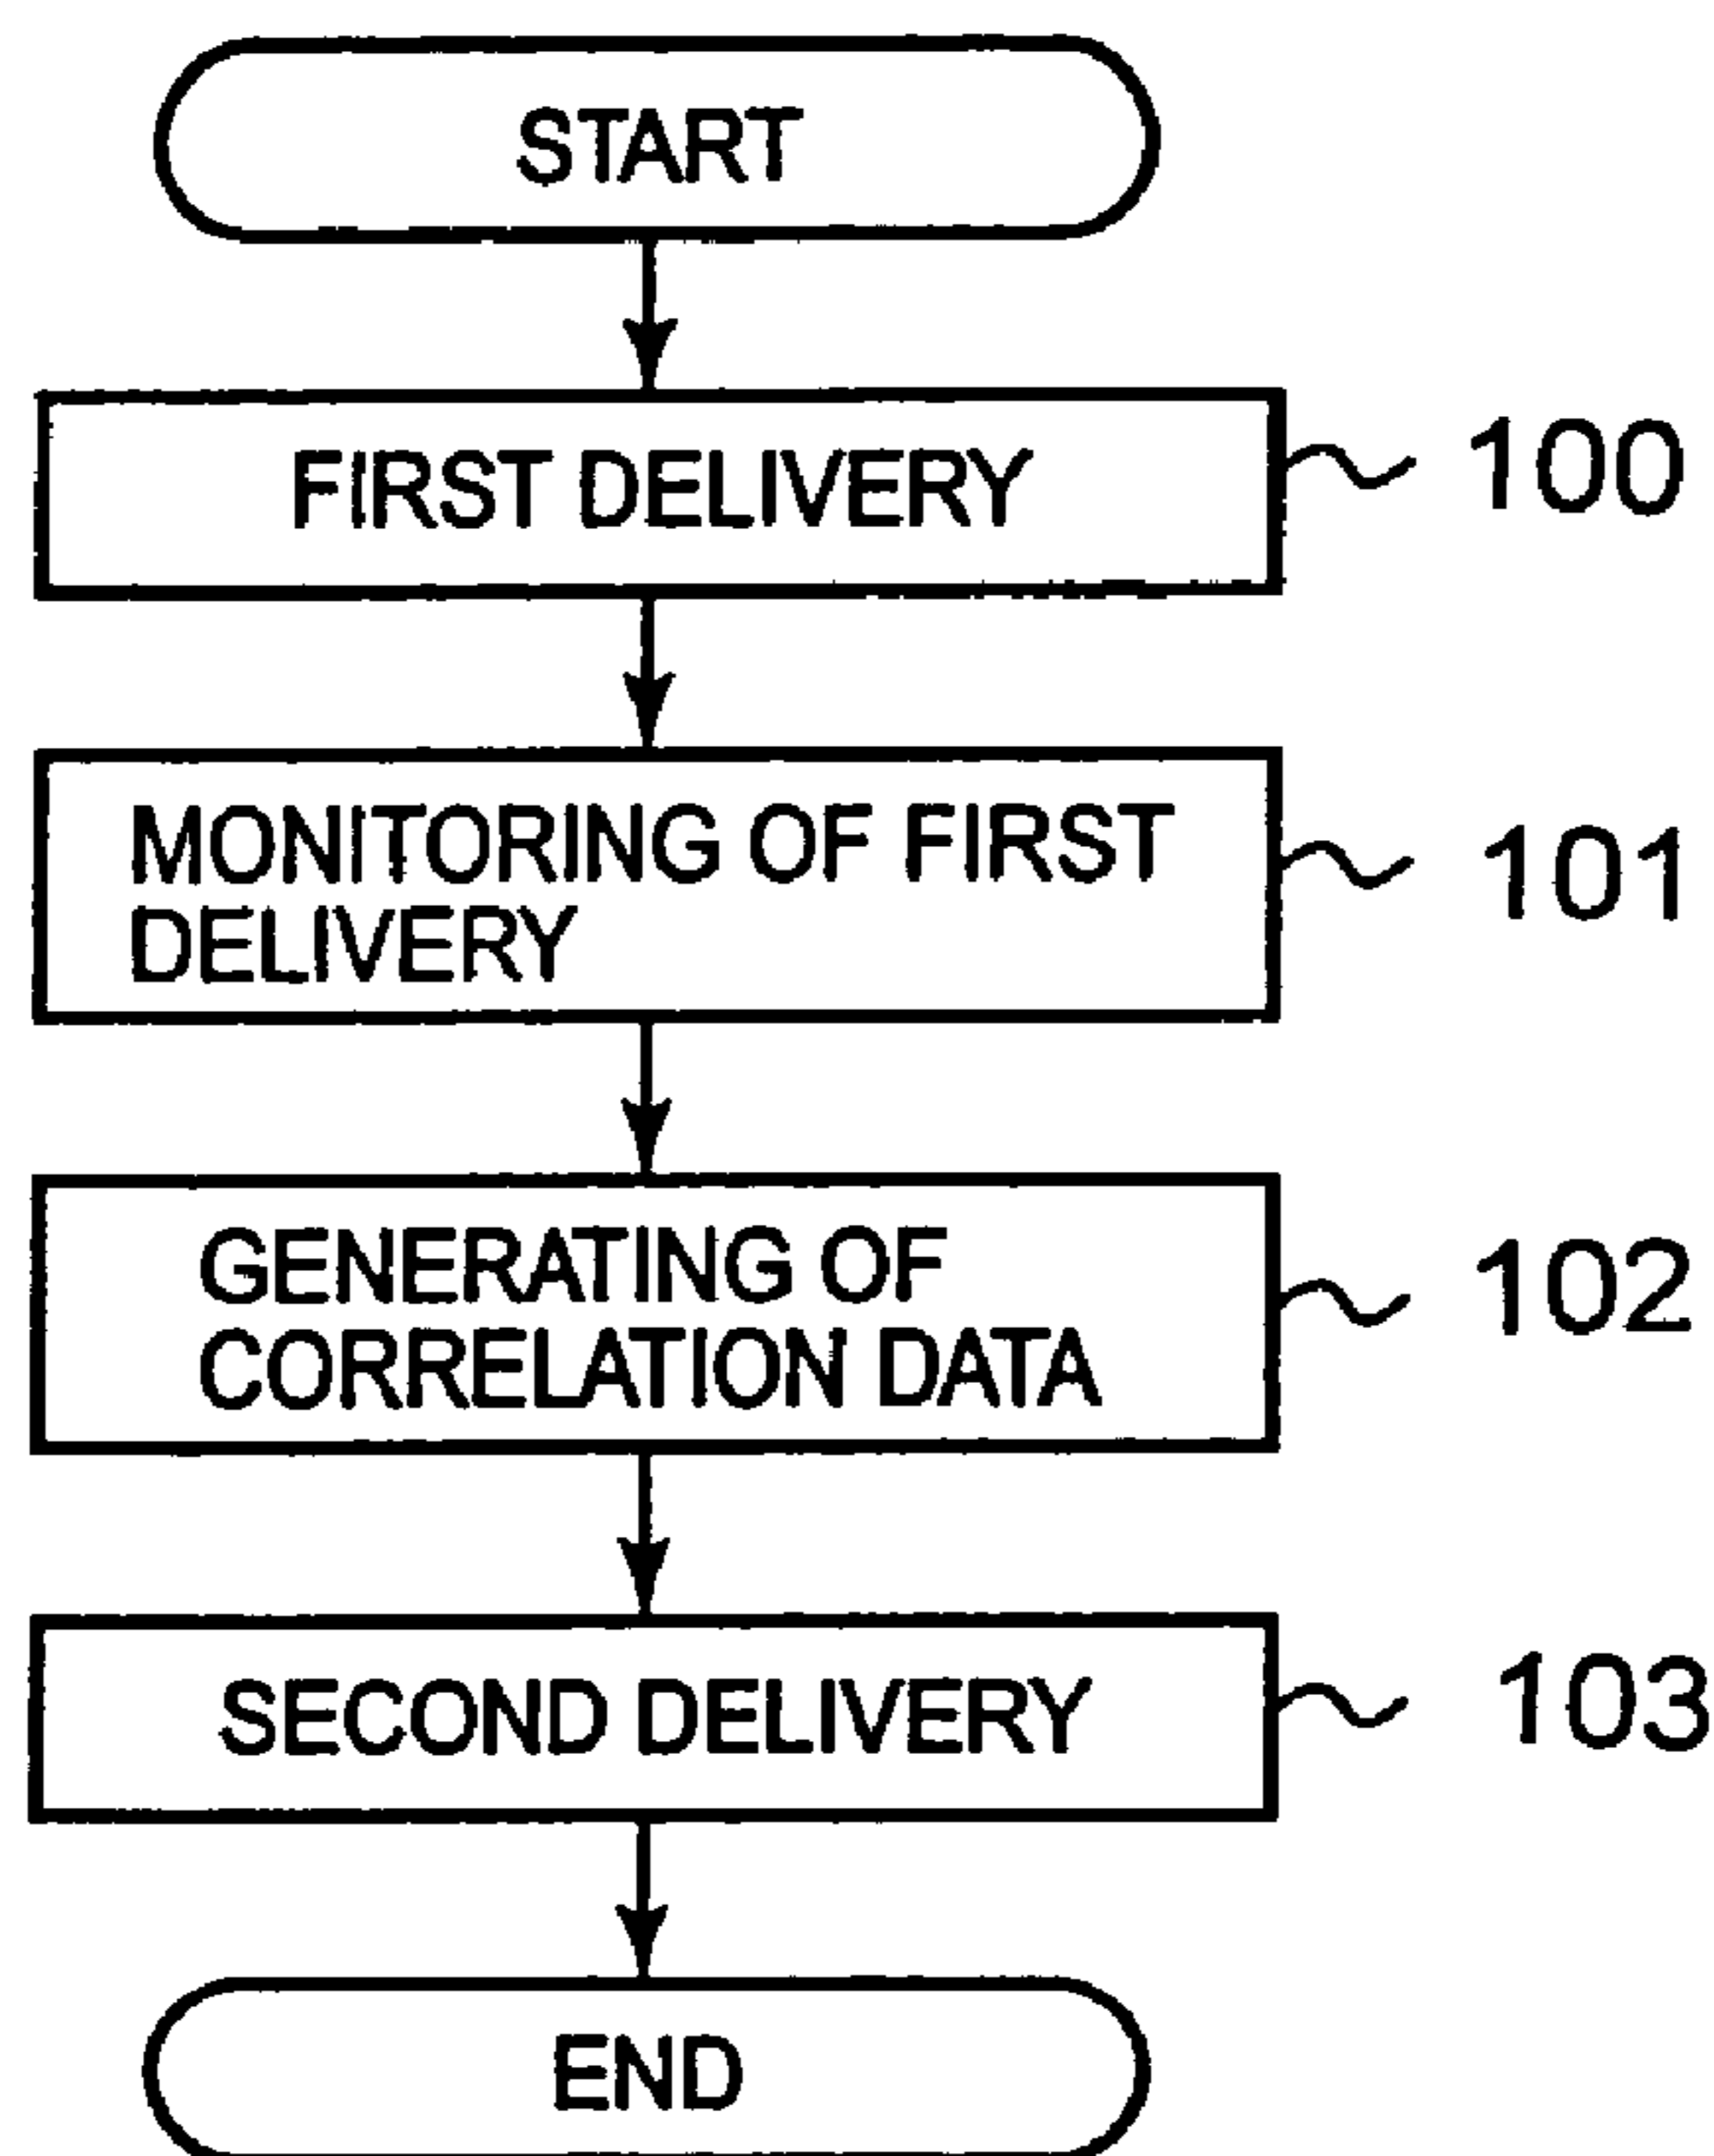 START
FIRST DELIVERY
100
MONITORING OF FIRST
DELIVERY
101
GENERATING OF
CORRELATION DATA
102
SECOND DELIVERY
103
END